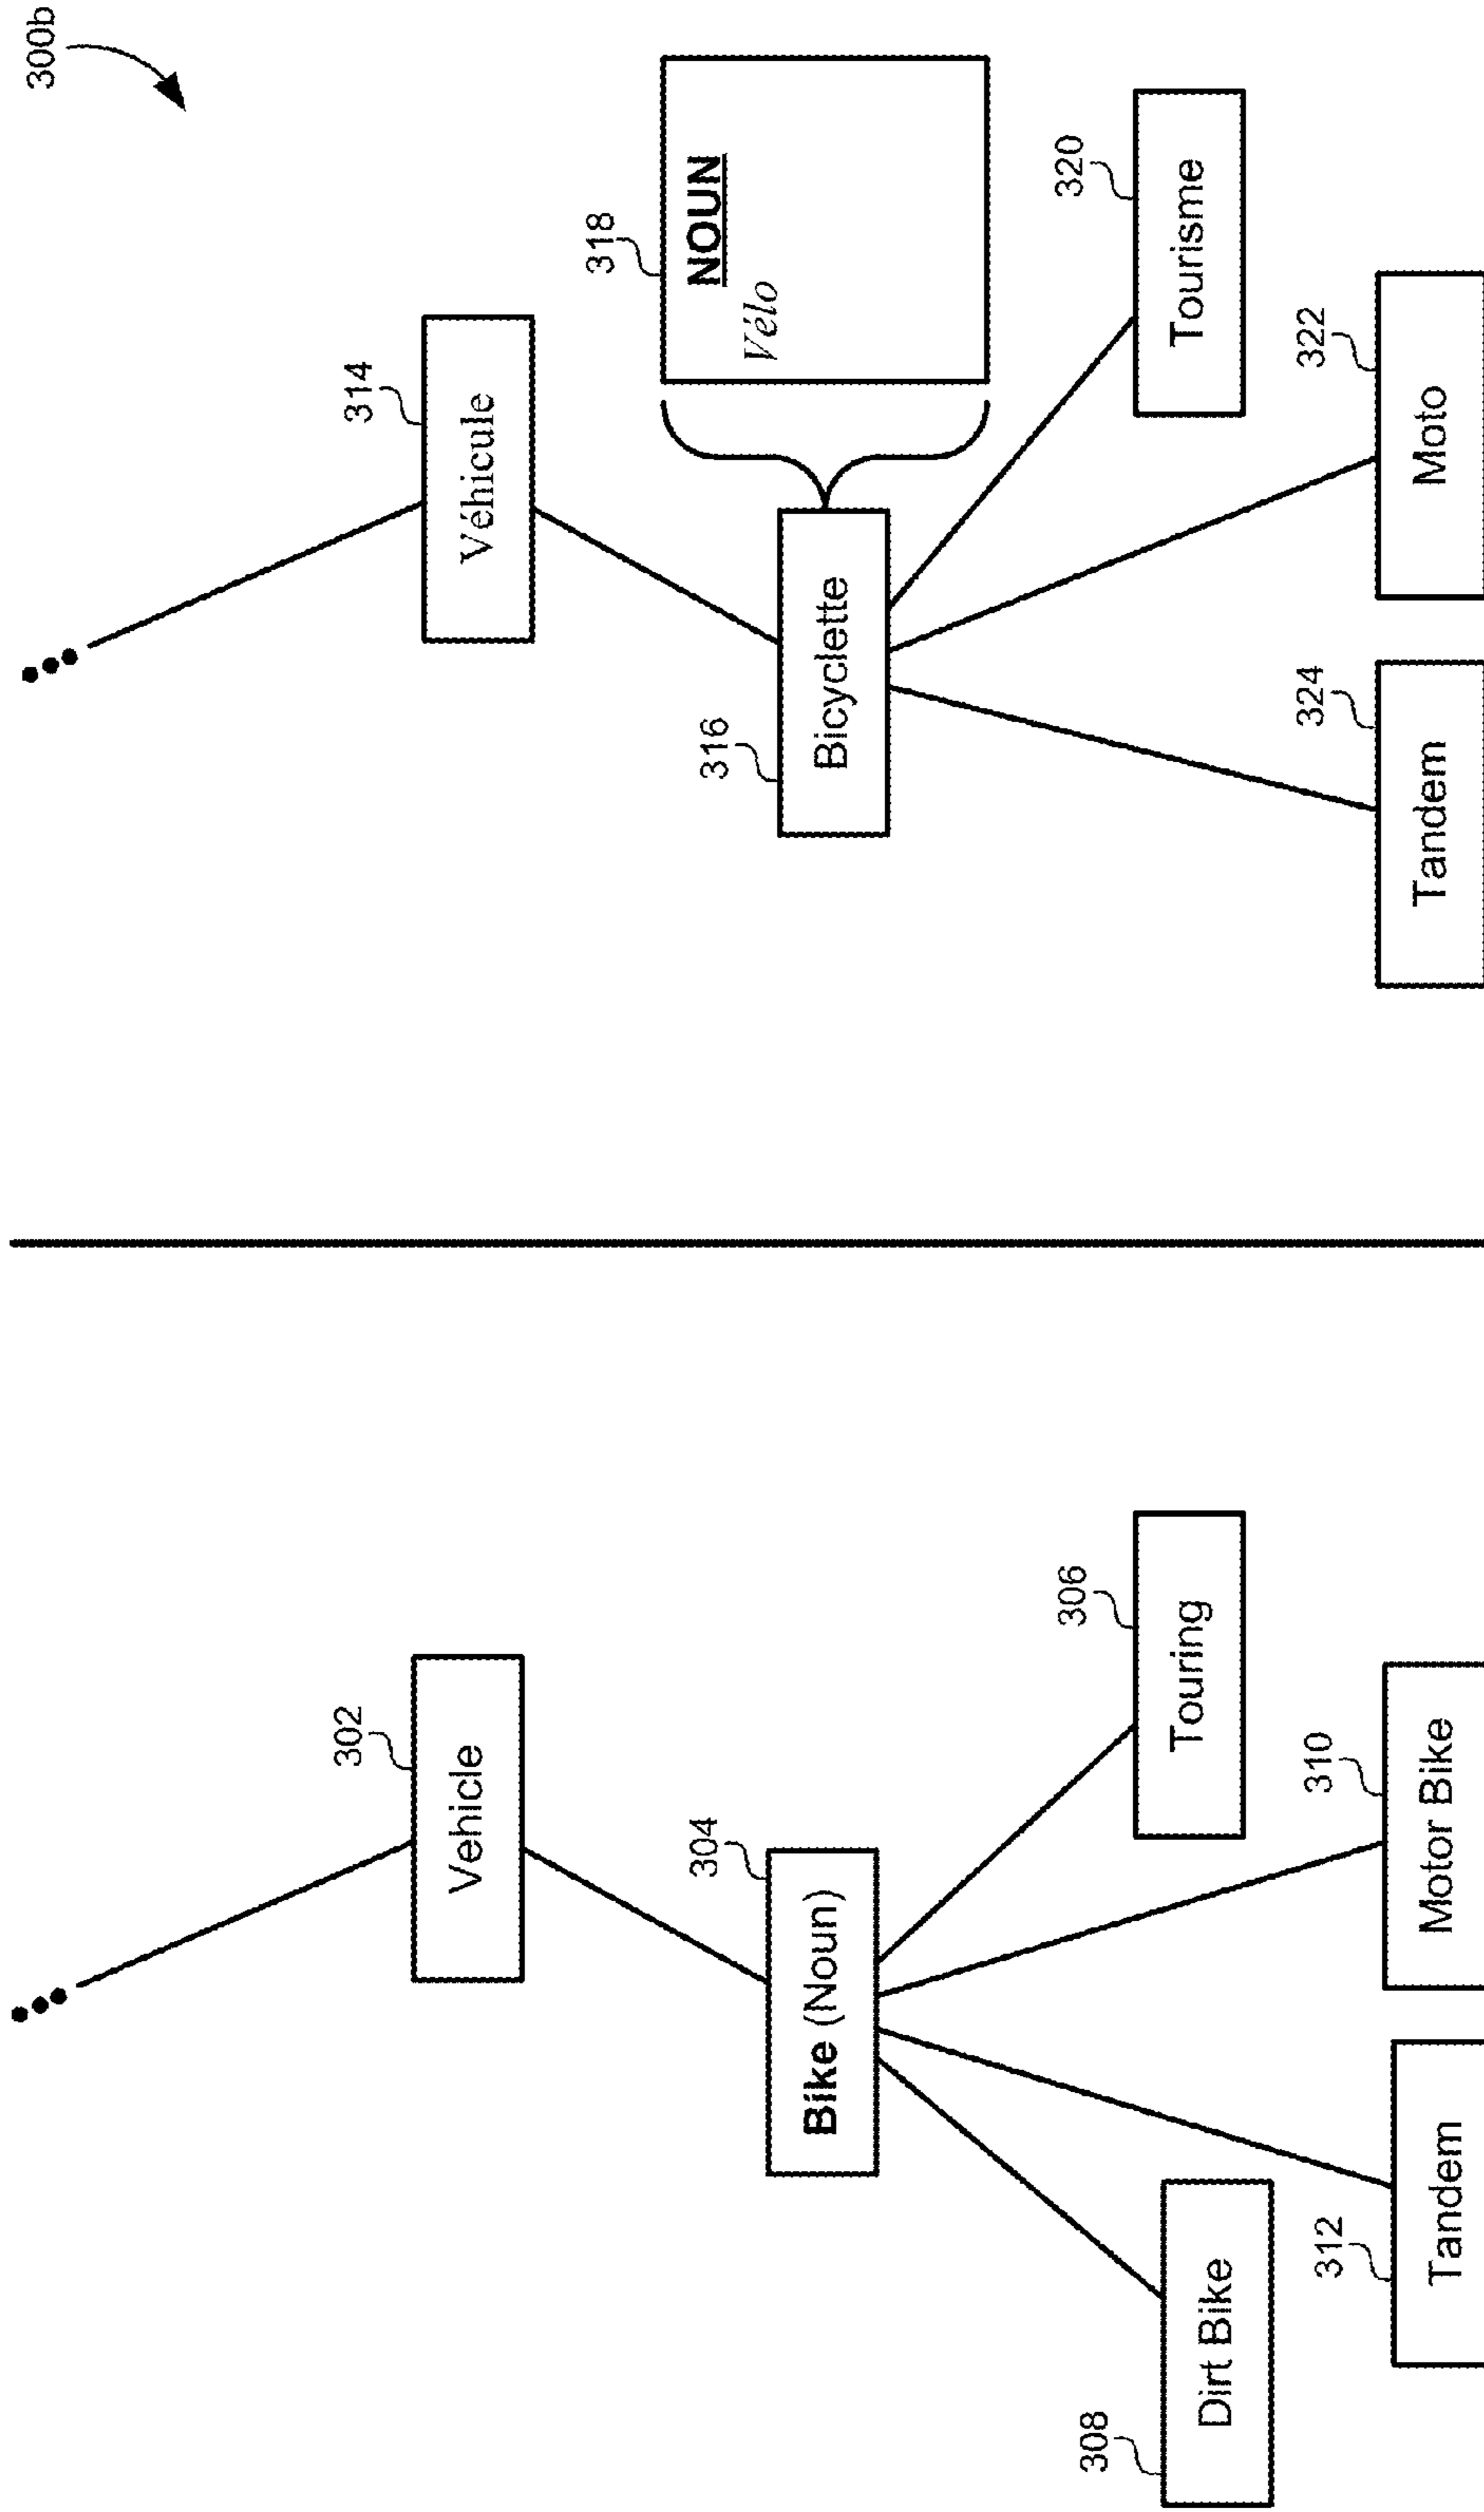 300b
302
Vehicle
304
Bike (Noun)
306
Touring
308
Dirt Bike
310
Motor Bike
312
Tandem
314
Véhicule
316
Bicyclette
318
NOUN
Vélo
320
Tourisme
322
Moto
324
Tandem